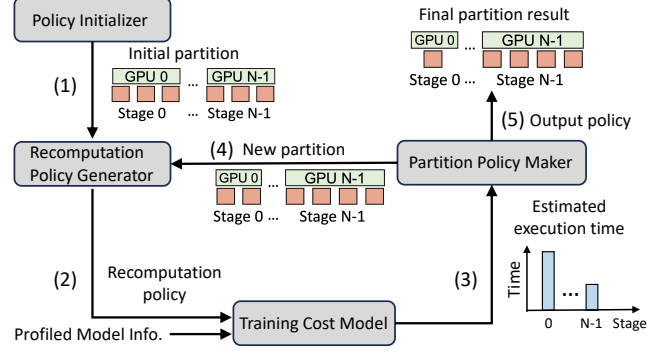 Policy Initializer
(1)
Initial partition
GPU 0 ... GPU N-1
Stage 0 ... Stage N-1
Final partition result
GPU 0 ... GPU N-1
Stage 0 ... Stage N-1
(5) Output policy
Recomputation
Policy Generator
(4) New partition
GPU 0 ... GPU N-1
Stage 0 ... Stage N-1
Partition Policy Maker
(2)
Recomputation
policy
Profiled Model Info.
Training Cost Model
(3)
Estimated
execution time
Time
...
0 N-1 Stage